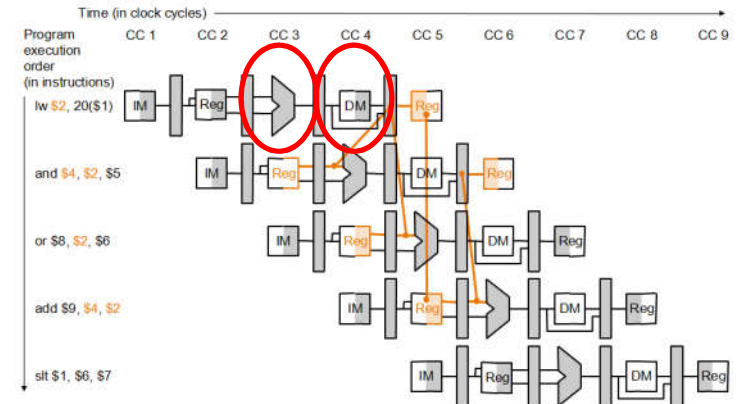 Time (in clock cycles)
Program
execution
order
(in instructions)
CC 1 CC 2 CC 3 CC 4 CC 5 CC 6 CC 7 CC 8 CC 9
lw $2, 20($1) IM Reg DM Reg
and $4, $2, $5 IM Reg DM Reg
or $8, $2, $6 IM Reg DM Reg
add $9, $4, $2 IM Reg DM Reg
slt $1, $6, $7 IM Reg DM Reg